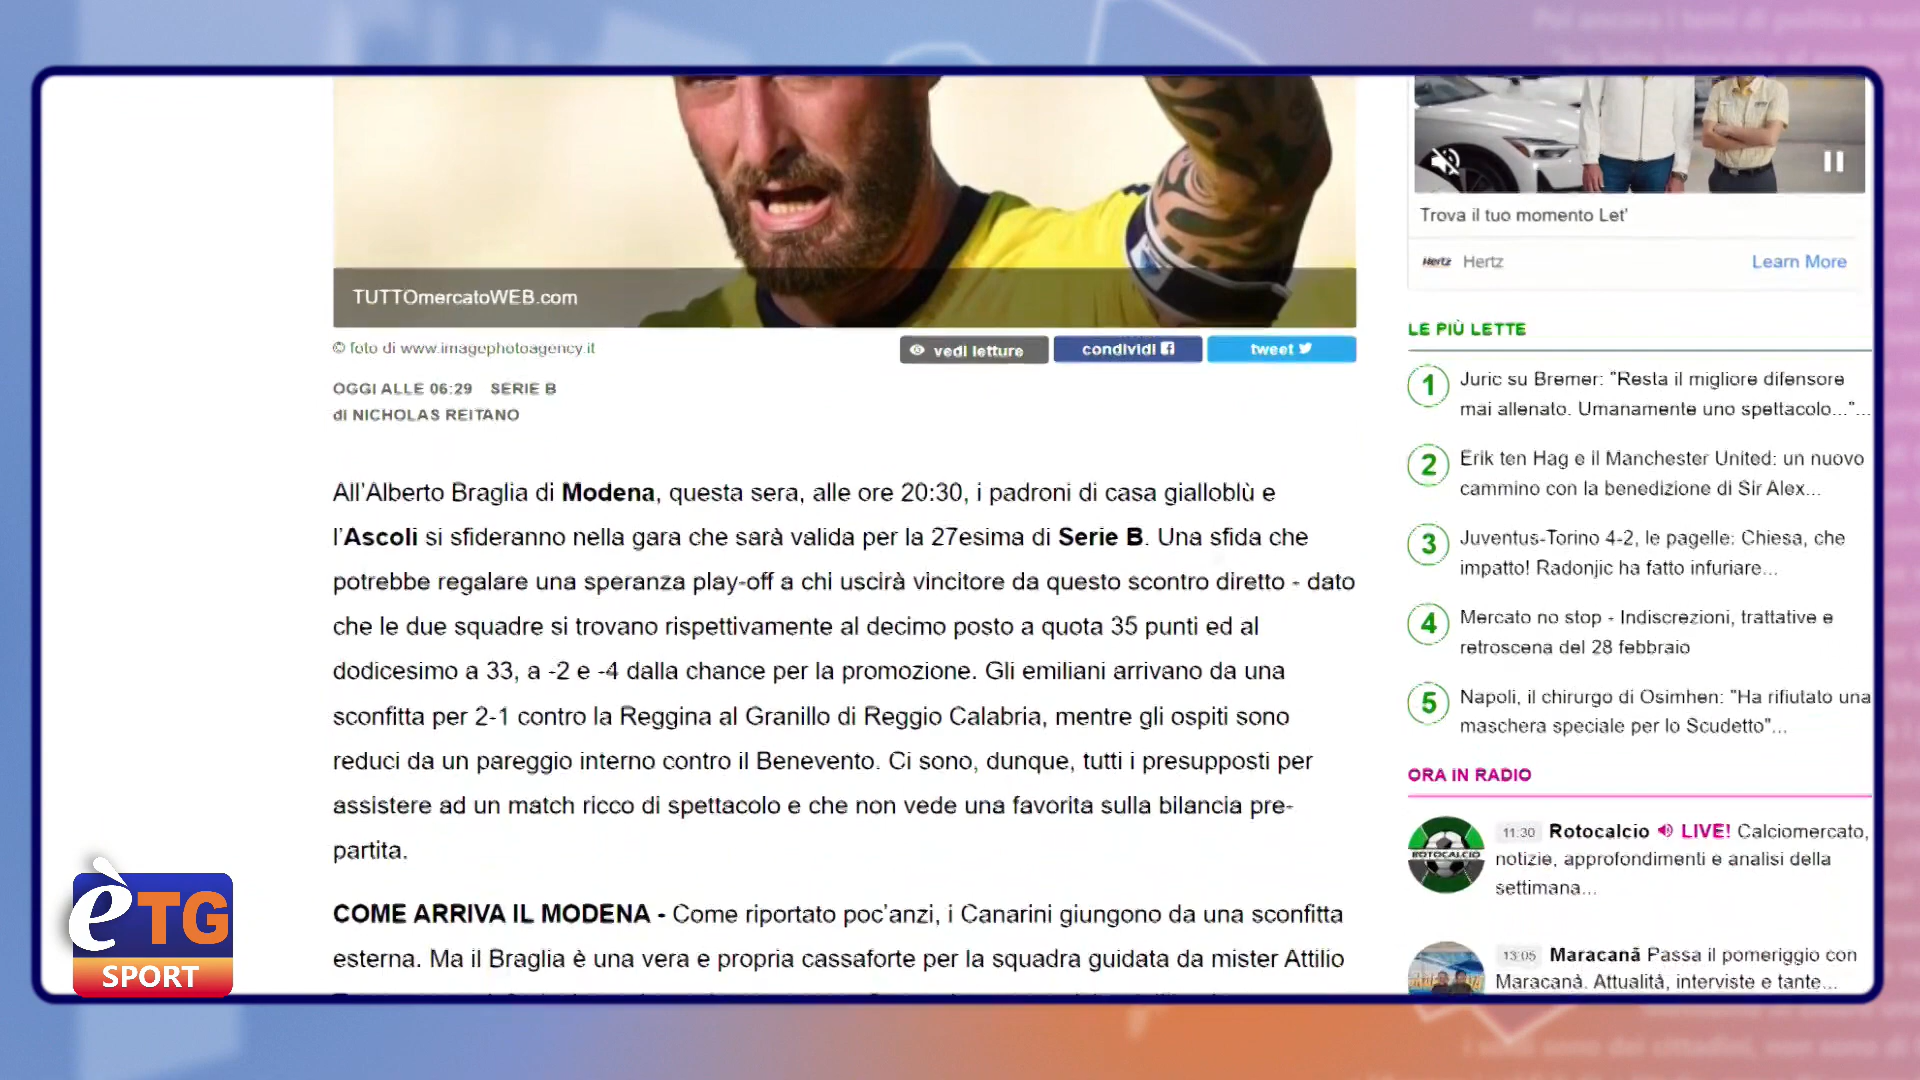 TUTTOmercatoWEB.com
© foto di www.imagephotoagency.it
vedi letture
condividi
tweet
OGGI ALLE 06:29 SERIE B
di NICHOLAS REITANO
All'Alberto Braglia di Modena, questa sera, alle ore 20:30, i padroni di casa gialloblù e
l'Ascoli si sfideranno nella gara che sarà valida per la 27esima di Serie B. Una sfida che
potrebbe regalare una speranza play-off a chi uscirà vincitore da questo scontro diretto - dato
che le due squadre si trovano rispettivamente al decimo posto a quota 35 punti ed al
dodicesimo a 33, a -2 e -4 dalla chance per la promozione. Gli emiliani arrivano da una
sconfitta per 2-1 contro la Reggina al Granillo di Reggio Calabria, mentre gli ospiti sono
reduci da un pareggio interno contro il Benevento. Ci sono, dunque, tutti i presupposti per
assistere ad un match ricco di spettacolo e che non vede una favorita sulla bilancia pre-
partita.
COME ARRIVA IL MODENA - Come riportato poc'anzi, i Canarini giungono da una sconfitta
esterna. Ma il Braglia è una vera e propria cassaforte per la squadra guidata da mister Attilio
Trova il tuo momento Let'
Hertz Hertz
Learn More
LE PIÙ LETTE
1 Juric su Bremer: "Resta il migliore difensore
mai allenato. Umanamente uno spettacolo..."...
2 Erik ten Hag e il Manchester United: un nuovo
cammino con la benedizione di Sir Alex...
3 Juventus-Torino 4-2, le pagelle: Chiesa, che
impatto! Radonjic ha fatto infuriare...
4 Mercato no stop - Indiscrezioni, trattative e
retroscena del 28 febbraio
5 Napoli, il chirurgo di Osimhen: "Ha rifiutato una
maschera speciale per lo Scudetto"...
ORA IN RADIO
ROTOCALCIO
11:30 Rotocalcio LIVE! Calciomercato,
notizie, approfondimenti e analisi della
settimana...
13:05 Maracanã Passa il pomeriggio con
Maracanà. Attualità, interviste e tante...
èTG
SPORT